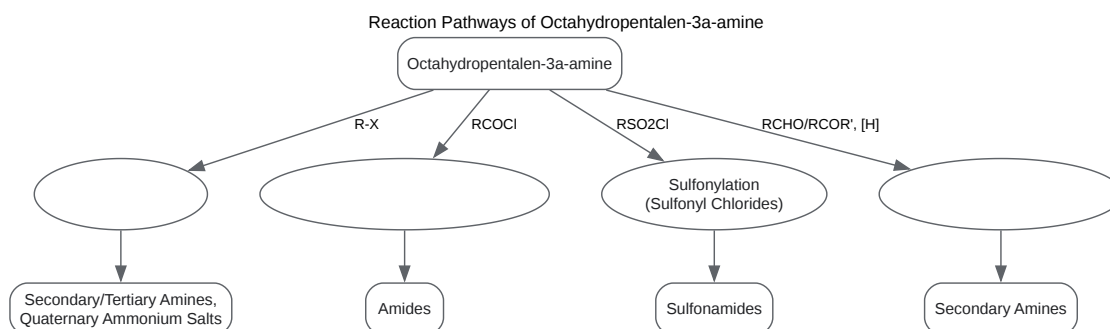 Reaction Pathways of Octahydropentalen-3a-amine
Octahydropentalen-3a-amine
R-X
RCOCl
RSO2Cl
RCHO/RCOR', [H]
Sulfonylation
(Sulfonyl Chlorides)
Secondary/Tertiary Amines,
Quaternary Ammonium Salts
Amides
Sulfonamides
Secondary Amines